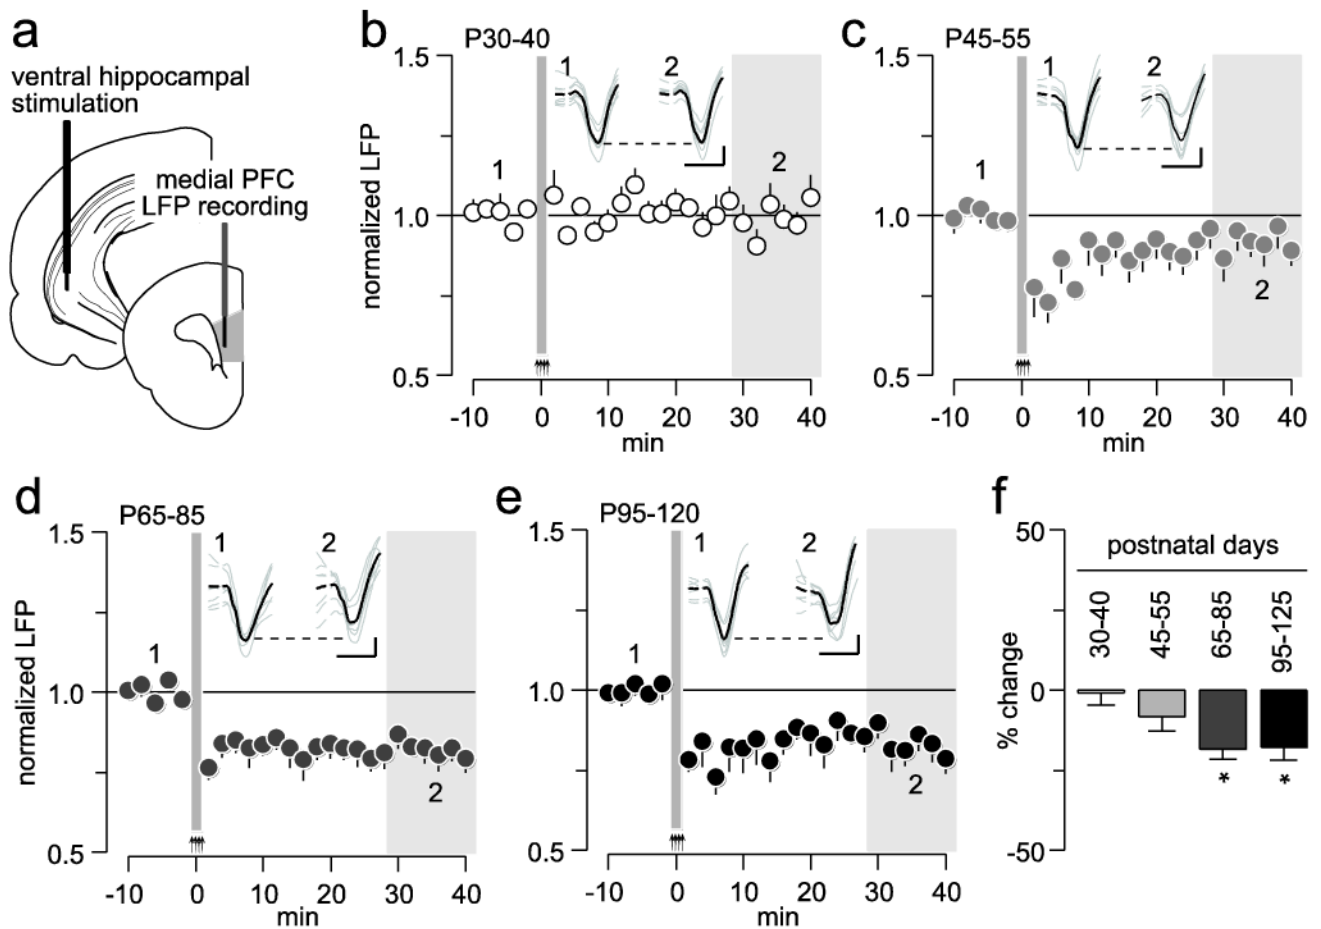 a
ventral hippocampal
stimulation
medial PFC
LFP recording
b
P30-40
normalized LFP
1.5
1.0
0.5
1
2
1
2
-10 0 10 20 30 40
min
c
P45-55
1.5
1.0
0.5
1
2
1
2
-10 0 10 20 30 40
min
d
P65-85
normalized LFP
1.5
1.0
0.5
1
2
1
2
-10 0 10 20 30 40
min
e
P95-120
1.5
1.0
0.5
1
2
1
2
-10 0 10 20 30 40
min
f
% change
50
0
-50
postnatal days
30-40
45-55
65-85
95-125
*
*